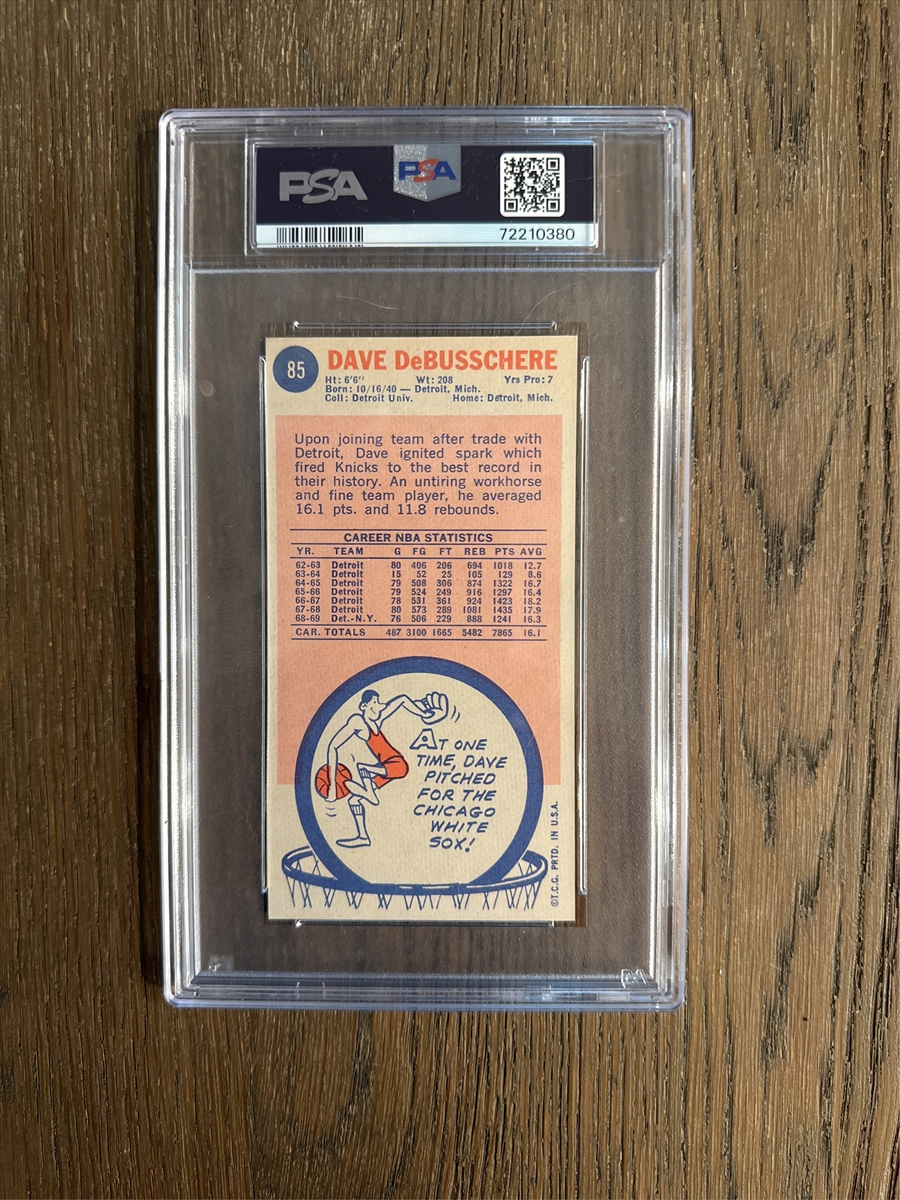 PSA PSA
72210380
85 DAVE DeBUSSCHERE
Ht: 6'6" Wt: 208 Yrs Pro: 7
Born: 10/16/40 — Detroit, Mich.
Coll: Detroit Univ. Home: Detroit, Mich.
Upon joining team after trade with
Detroit, Dave ignited spark which
fired Knicks to the best record in
their history. An untiring workhorse
and fine team player, he averaged
16.1 pts. and 11.8 rebounds.
CAREER NBA STATISTICS
YR. TEAM G FG FT REB PTS AVG
62-63 Detroit 80 406 206 694 1018 12.7
63-64 Detroit 15 52 25 105 129 8.6
64-65 Detroit 79 508 306 874 1322 16.7
65-66 Detroit 79 524 249 916 1297 16.4
66-67 Detroit 78 531 361 924 1423 18.2
67-68 Detroit 80 573 289 1081 1435 17.9
68-69 Det.-N.Y. 76 506 229 888 1241 16.3
CAR. TOTALS 487 3100 1665 5482 7865 16.1
AT ONE
TIME, DAVE
PITCHED
FOR THE
CHICAGO
WHITE
SOX!
©T.C.G. PRTD. IN U.S.A.